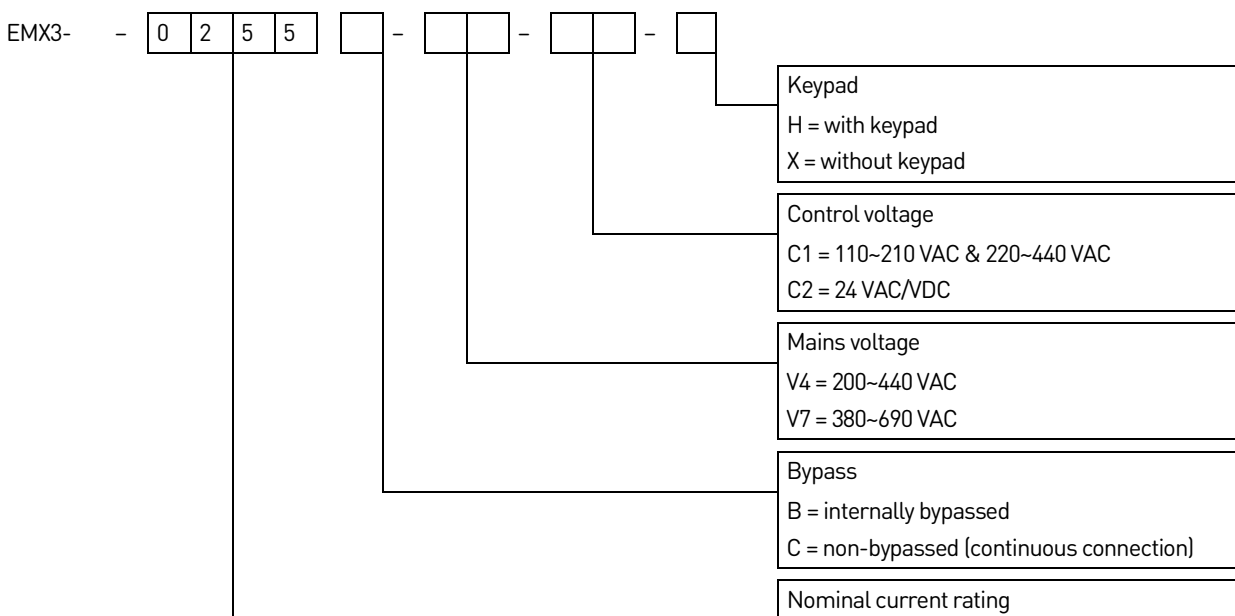 EMX3- – 0 2 5 5 – – –
Keypad
H = with keypad
X = without keypad
Control voltage
C1 = 110~210 VAC & 220~440 VAC
C2 = 24 VAC/VDC
Mains voltage
V4 = 200~440 VAC
V7 = 380~690 VAC
Bypass
B = internally bypassed
C = non-bypassed (continuous connection)
Nominal current rating